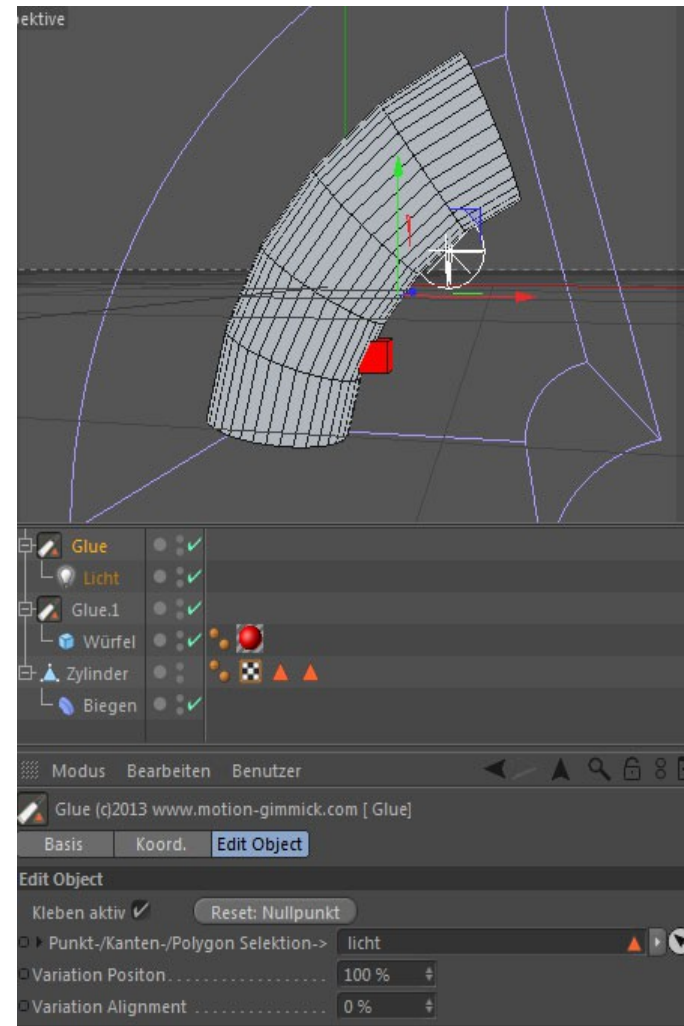 ektive
Glue
Licht
Glue.1
Würfel
Zylinder
Biegen
Modus Bearbeiten Benutzer
Glue (c)2013 www.motion-gimmick.com [ Glue]
Basis Koord. Edit Object
Edit Object
Kleben aktiv Reset: Nullpunkt
Punkt-/Kanten-/Polygon Selektion-> licht
Variation Positon................ 100 %
Variation Alignment .............. 0 %